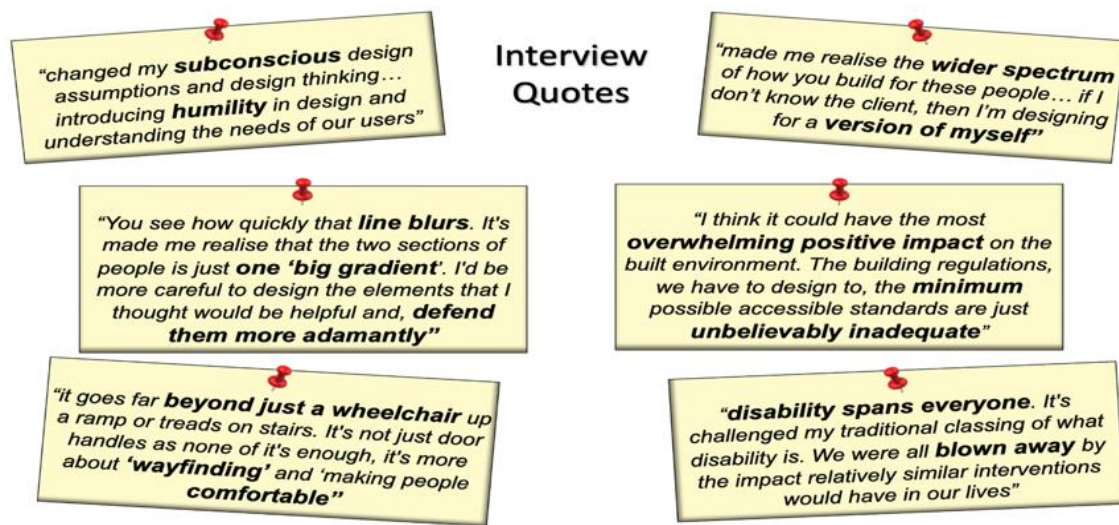 Interview
Quotes
“changed my subconscious design
assumptions and design thinking…
introducing humility in design and
understanding the needs of our users”
“made me realise the wider spectrum
of how you build for these people… if I
don’t know the client, then I’m designing
for a version of myself”
“You see how quickly that line blurs. It's
made me realise that the two sections of
people is just one ‘big gradient’. I'd be
more careful to design the elements that I
thought would be helpful and, defend
them more adamantly”
“I think it could have the most
overwhelming positive impact on the
built environment. The building regulations,
we have to design to, the minimum
possible accessible standards are just
unbelievably inadequate”
“it goes far beyond just a wheelchair up
a ramp or treads on stairs. It's not just door
handles as none of it's enough, it's more
about ‘wayfinding’ and ‘making people
comfortable”
“disability spans everyone. It's
challenged my traditional classing of what
disability is. We were all blown away by
the impact relatively similar interventions
would have in our lives”